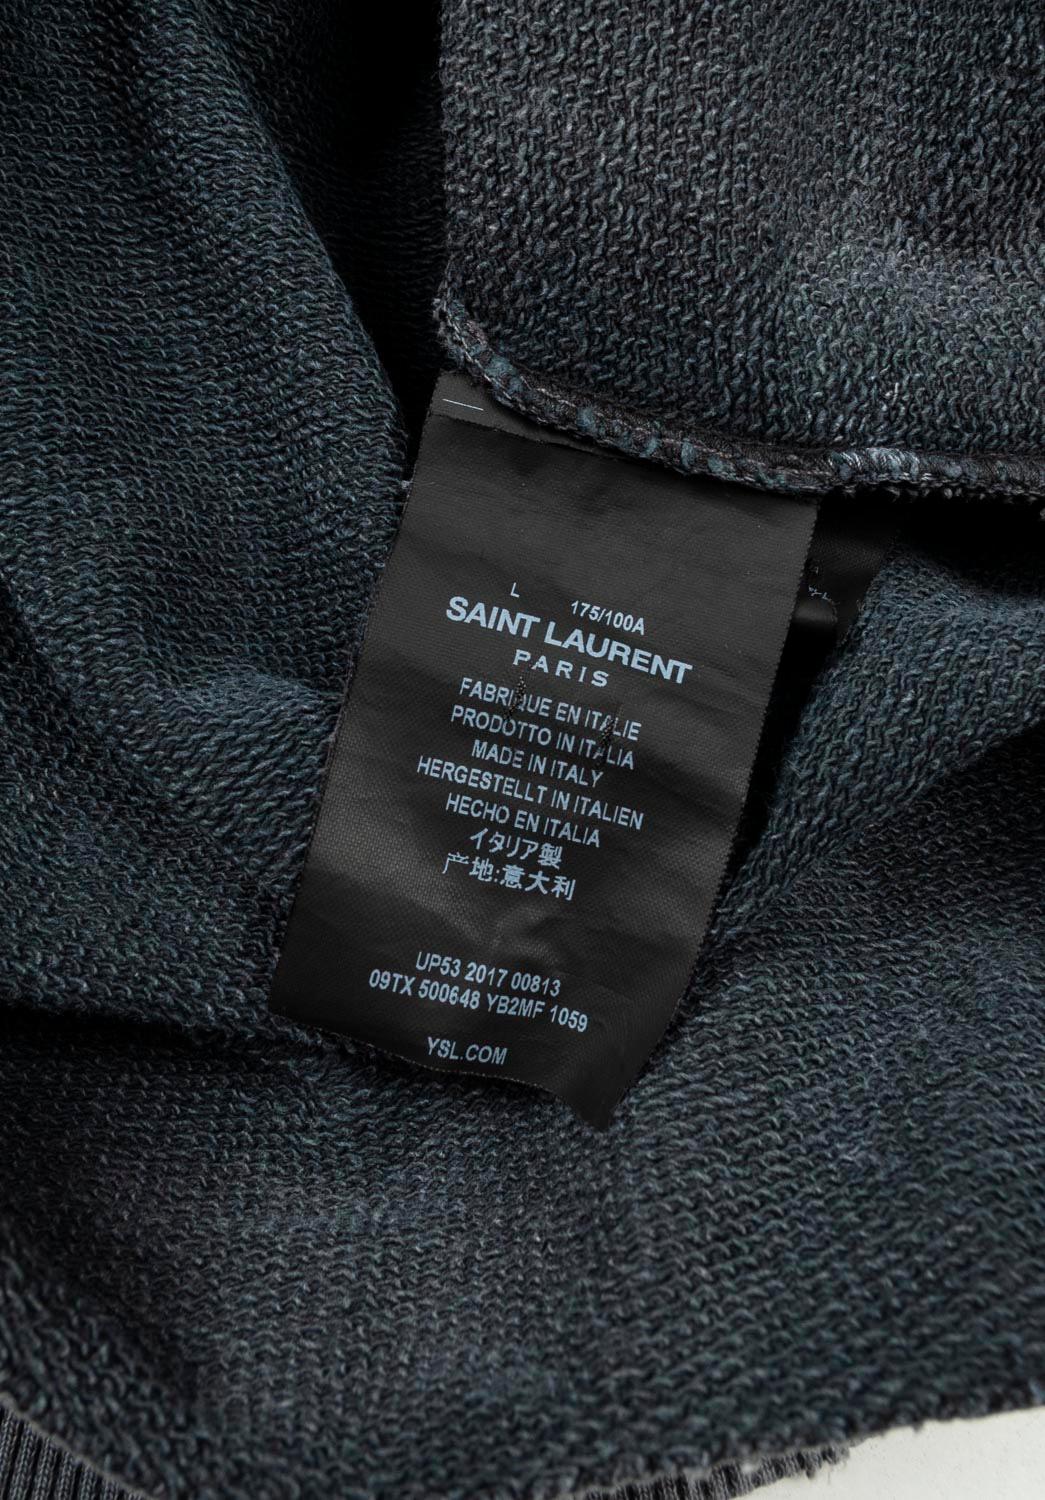 L 175/100A
SAINT LAURENT
PARIS
FABRIQUE EN ITALIE
PRODOTTO IN ITALIA
MADE IN ITALY
HERGESTELLT IN ITALIEN
HECHO EN ITALIA
イタリア製
产地:意大利
UP53 2017 00813
09TX 500648 YB2MF 1059
YSL.COM